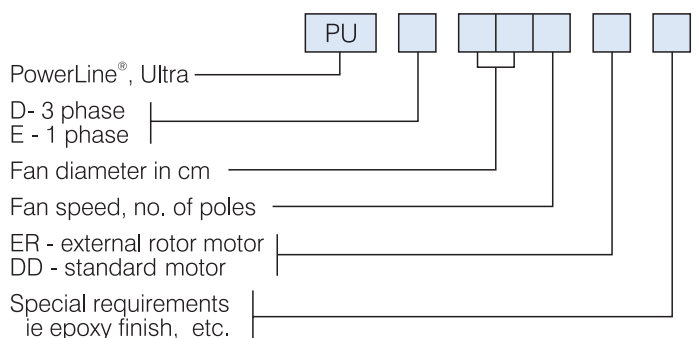 PU
PowerLine®, Ultra
D- 3 phase
E - 1 phase
Fan diameter in cm
Fan speed, no. of poles
ER - external rotor motor
DD - standard motor
Special requirements
ie epoxy finish, etc.